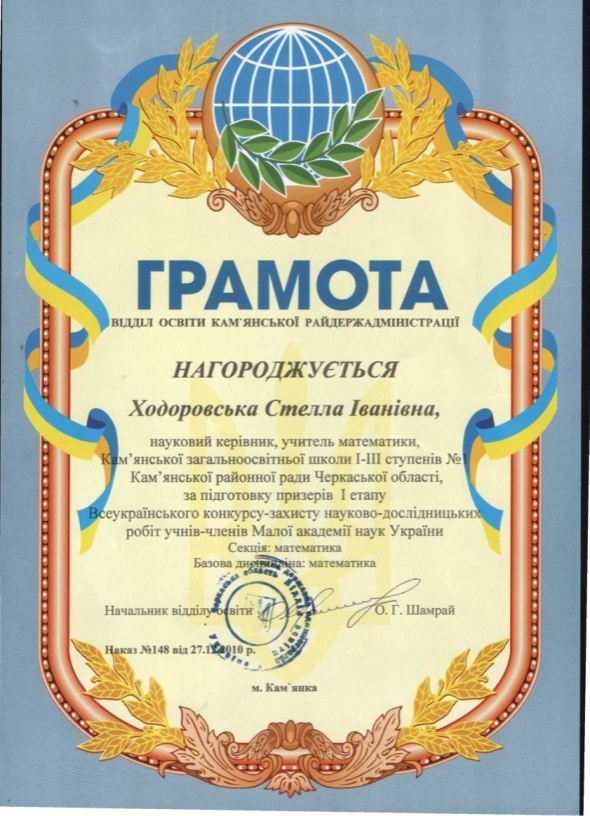 ГРАМОТА
ВІДДІЛ ОСВІТИ КАМ`ЯНСЬКОЇ РАЙДЕРЖАДМІНІСТРАЦІЇ
НАГОРОДЖУЄТЬСЯ
Ходоровська Стелла Іванівна,
науковий керівник, учитель математики,
Кам’янської загальноосвітньої школи І-ІІІ ступенів №1
Кам’янської районної ради Черкаської області,
за підготовку призерів І етапу
Всеукраїнського конкурсу-захисту науково-дослідницьких
робіт учнів-членів Малої академії наук України
Секція: математика
Базова дисципліна: математика
Начальник відділу освіти О. Г. Шамрай
Наказ №148 від 27.12.2010 р.
м. Кам`янка